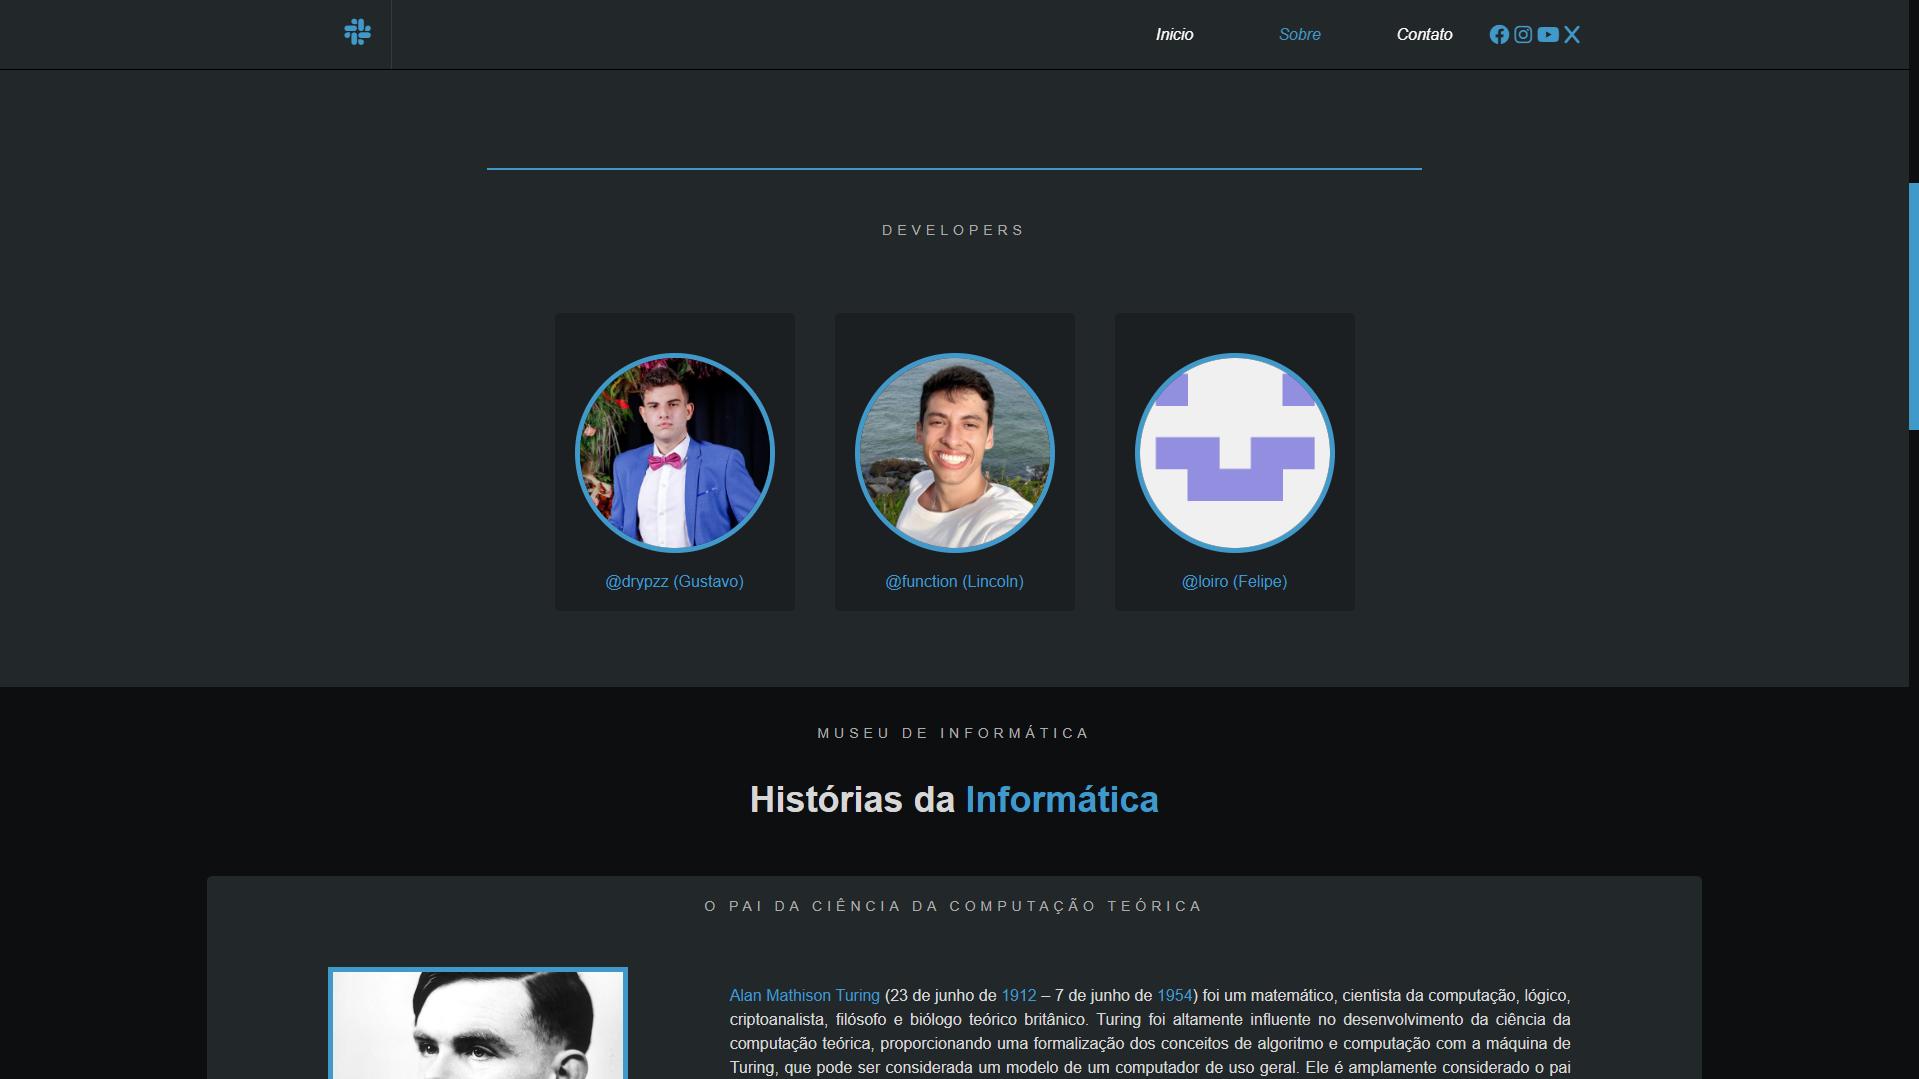 Inicio Sobre Contato
DEVELOPERS
@drypzz (Gustavo) @function (Lincoln) @loiro (Felipe)
MUSEU DE INFORMÁTICA
Histórias da Informática
O PAI DA CIÊNCIA DA COMPUTAÇÃO TEÓRICA
Alan Mathison Turing (23 de junho de 1912 – 7 de junho de 1954) foi um matemático, cientista da computação, lógico,
criptoanalista, filósofo e biólogo teórico britânico. Turing foi altamente influente no desenvolvimento da ciência da
computação teórica, proporcionando uma formalização dos conceitos de algoritmo e computação com a máquina de
Turing, que pode ser considerada um modelo de um computador de uso geral. Ele é amplamente considerado o pai